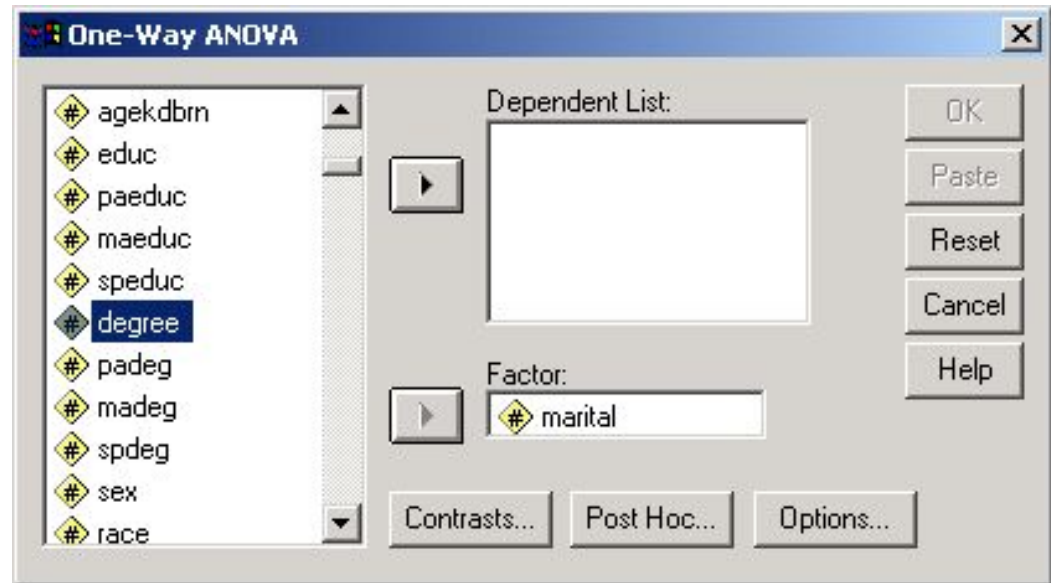 One-Way ANOVA
agekdbrn
educ
paeduc
maeduc
speduc
degree
padeg
madeg
spdeg
sex
race
Dependent List:
Factor:
marital
Contrasts...
Post Hoc...
Options...
OK
Paste
Reset
Cancel
Help